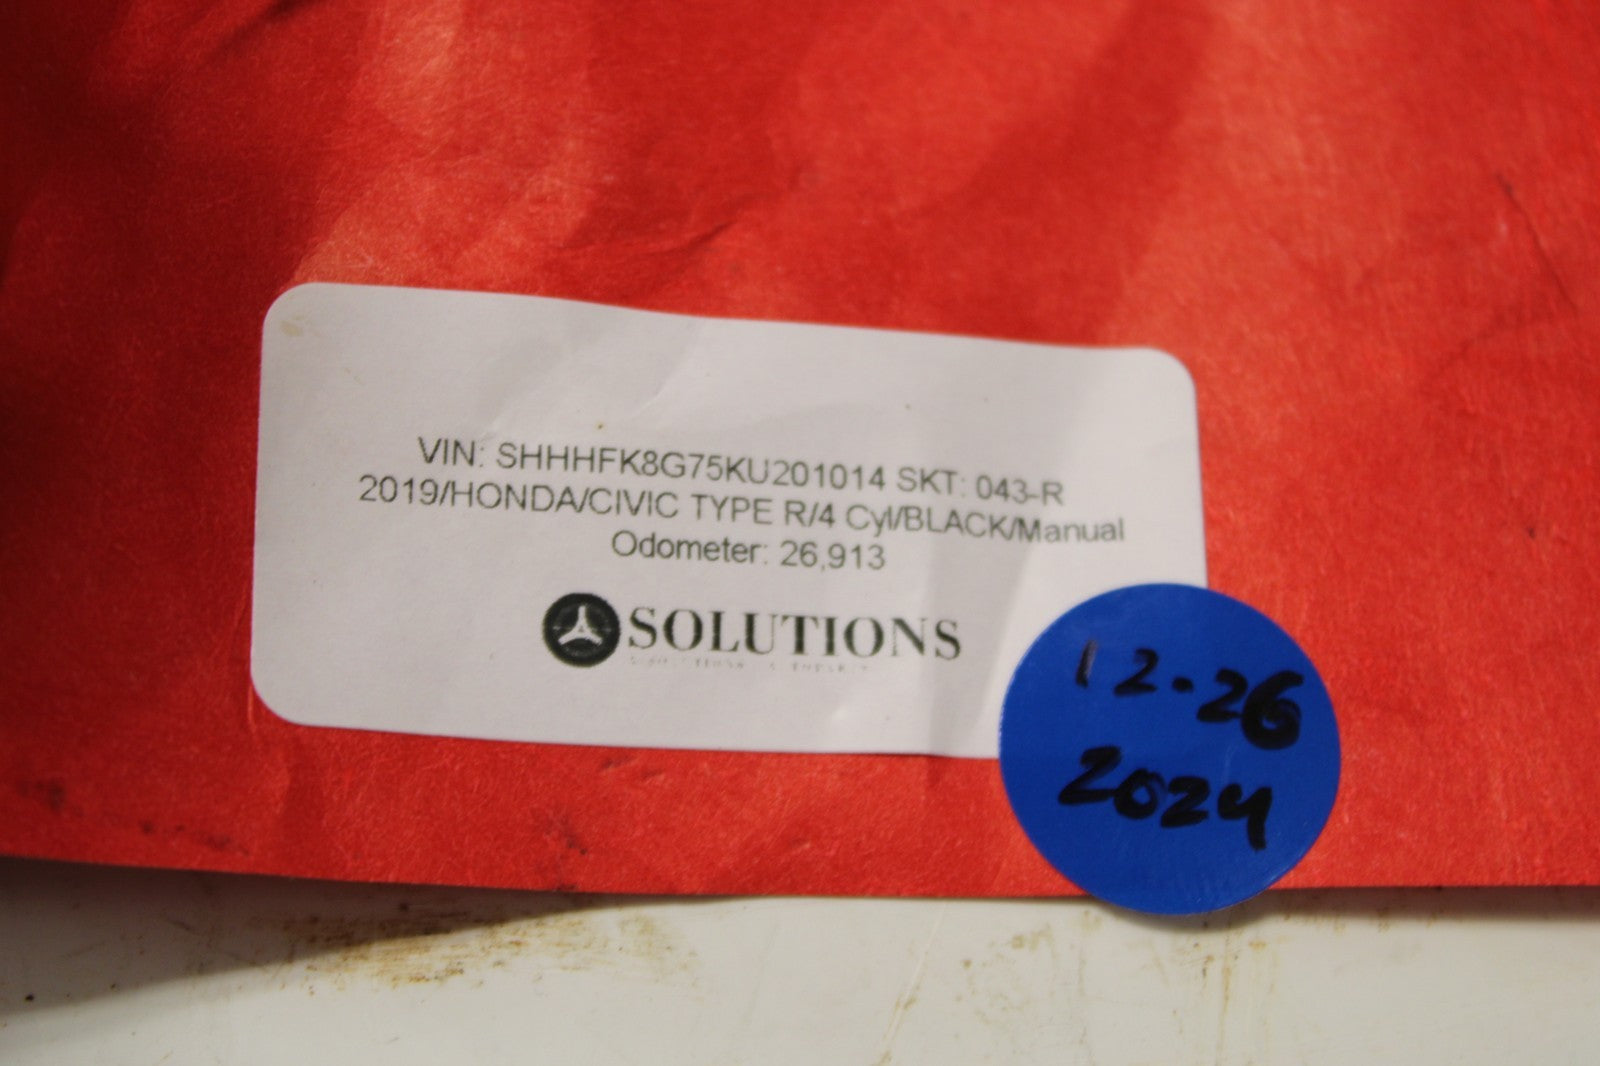 VIN: SHHHFK8G75KU201014 SKT: 043-R
2019/HONDA/CIVIC TYPE R/4 Cyl/BLACK/Manual
Odometer: 26,913
SOLUTIONS
12-26
2024